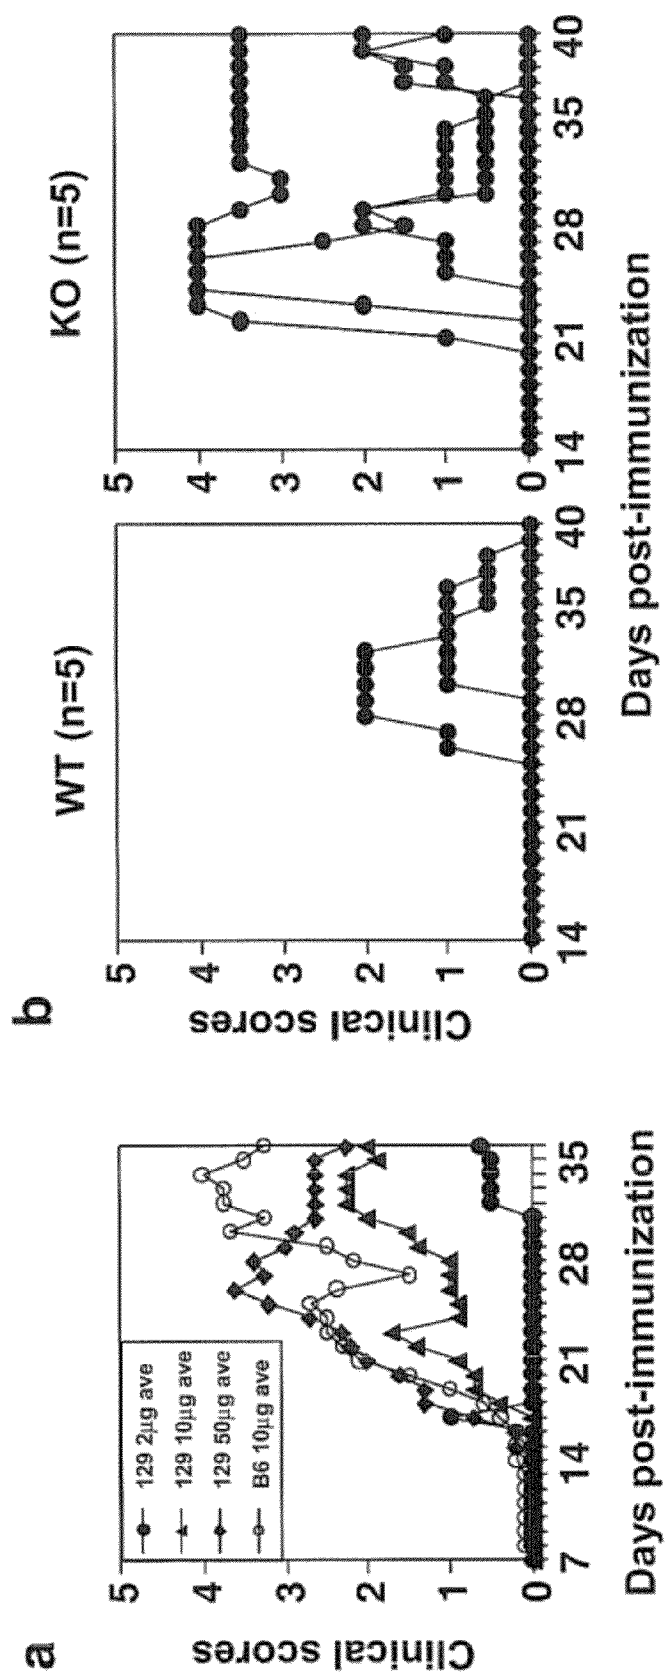 a
Clinical scores
5
4
3
2
1
0
129 2µg ave
129 10µg ave
129 50µg ave
B6 10µg ave
7 14 21 28 35
Days post-immunization
b
WT (n=5)
Clinical scores
5
4
3
2
1
0
14 21 28 35 40
KO (n=5)
5
4
3
2
1
0
14 21 28 35 40
Days post-immunization